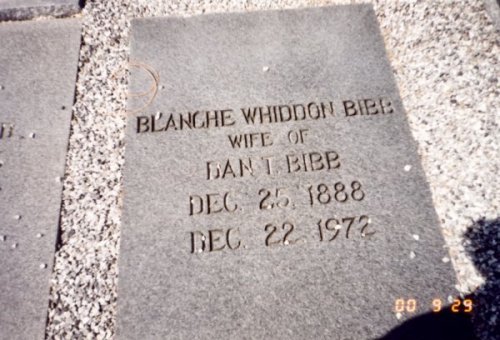 BLANCHE WHIDDON BIBB
WIFE OF
DAN T. BIBB
DEC. 25, 1888
DEC. 22, 1972
00 9 29